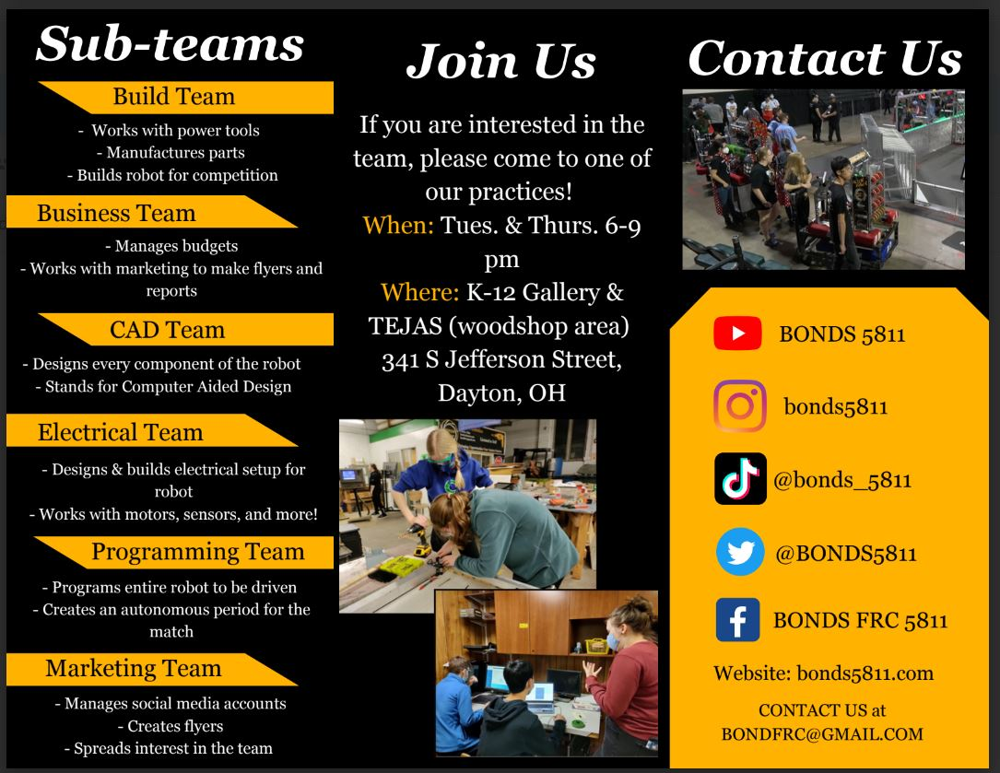 Sub-teams
Build Team
- Works with power tools
- Manufactures parts
- Builds robot for competition
Business Team
- Manages budgets
- Works with marketing to make flyers and
reports
CAD Team
- Designs every component of the robot
- Stands for Computer Aided Design
Electrical Team
- Designs & builds electrical setup for
robot
- Works with motors, sensors, and more!
Programming Team
- Programs entire robot to be driven
- Creates an autonomous period for the
match
Marketing Team
- Manages social media accounts
- Creates flyers
- Spreads interest in the team
Join Us
If you are interested in the
team, please come to one of
our practices!
When: Tues. & Thurs. 6-9
pm
Where: K-12 Gallery &
TEJAS (woodshop area)
341 S Jefferson Street,
Dayton, OH
Contact Us
BONDS 5811
bonds5811
@bonds_5811
@BONDS5811
BONDS FRC 5811
Website: bonds5811.com
CONTACT US at
BONDFRC@GMAIL.COM